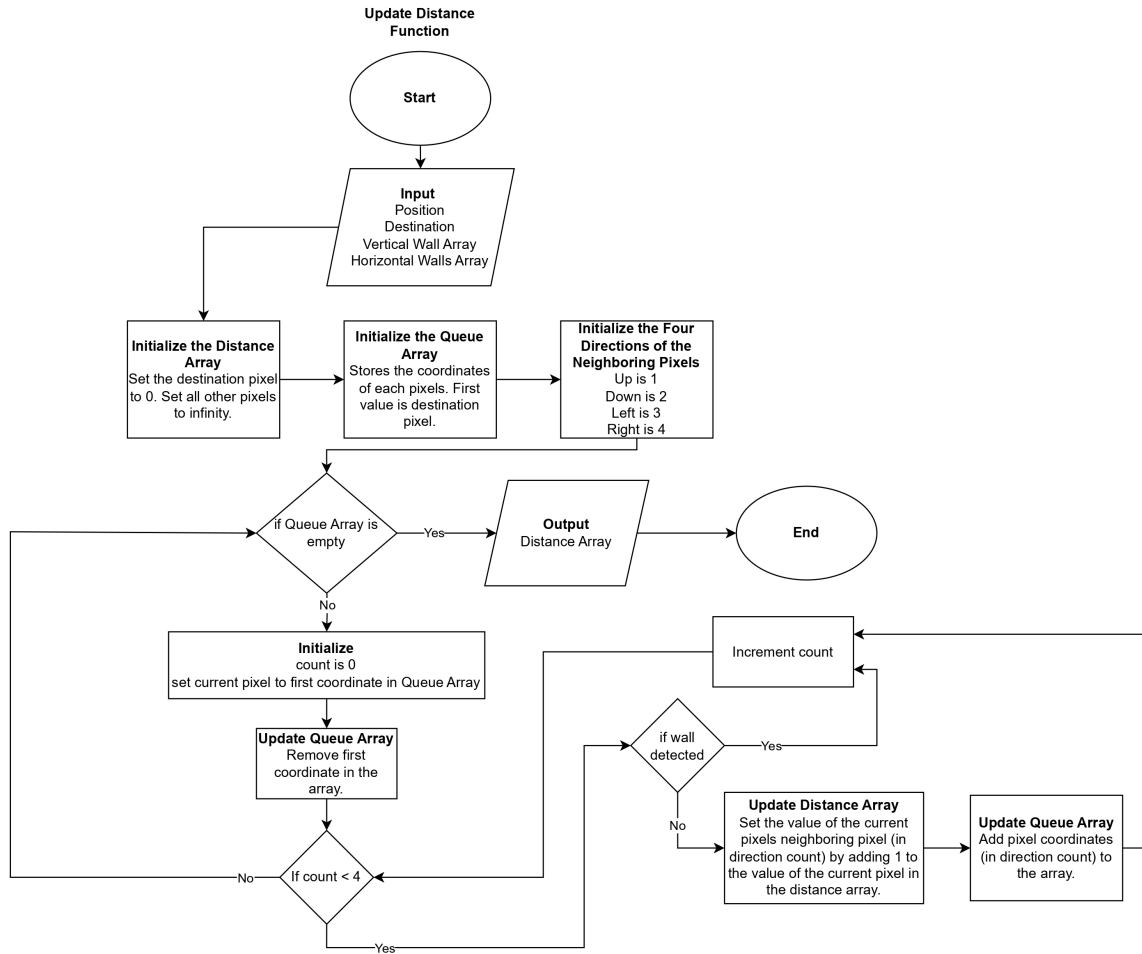 Update Distance
Function
Start
Input
Position
Destination
Vertical Wall Array
Horizontal Walls Array
Initialize the Distance
Array
Set the destination pixel
to 0. Set all other pixels
to infinity.
Initialize the Queue
Array
Stores the coordinates
of each pixels. First
value is destination
pixel.
Initialize the Four
Directions of the
Neighboring Pixels
Up is 1
Down is 2
Left is 3
Right is 4
if Queue Array is
empty
Yes
Output
Distance Array
End
No
Initialize
count is 0
set current pixel to first coordinate in Queue Array
Increment count
Update Queue Array
Remove first
coordinate in the
array.
if wall
detected
Yes
No
Update Distance Array
Set the value of the current
pixels neighboring pixel (in
direction count) by adding 1 to
the value of the current pixel in
the distance array.
Update Queue Array
Add pixel coordinates
(in direction count) to
the array.
If count < 4
No
Yes